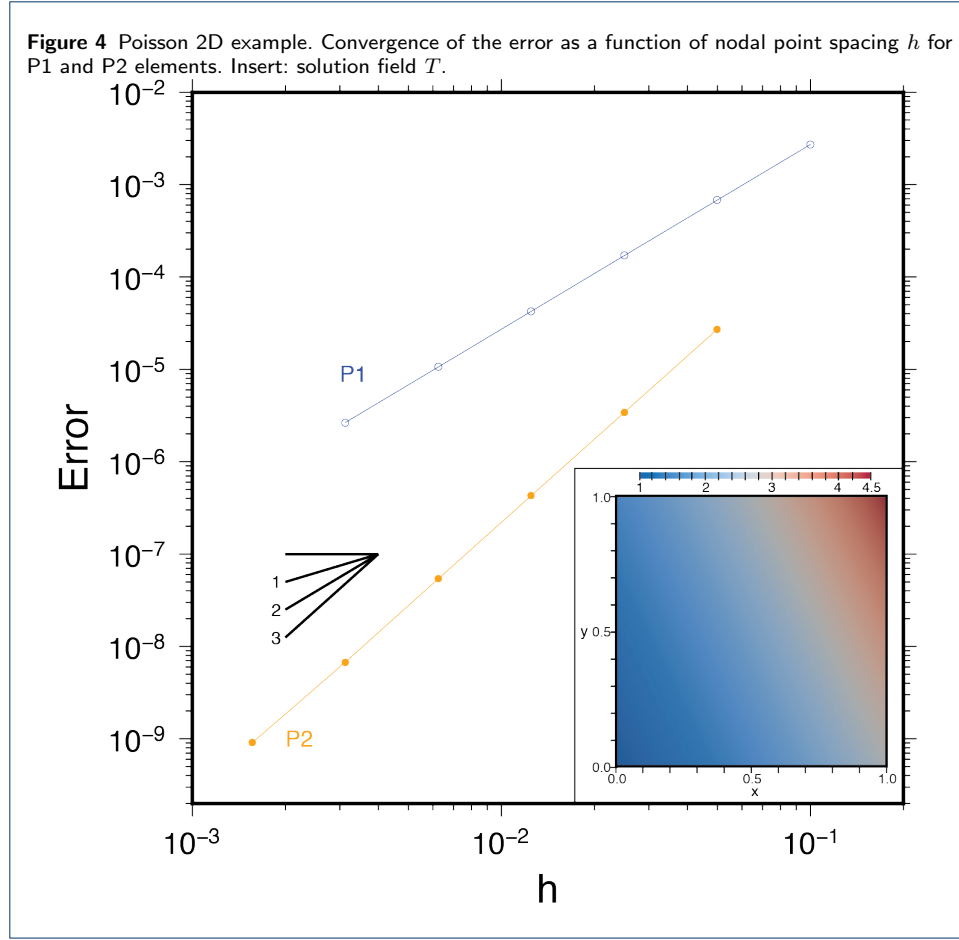 Figure 4 Poisson 2D example. Convergence of the error as a function of nodal point spacing h for
P1 and P2 elements. Insert: solution field T.
10⁻²
10⁻³
10⁻⁴
10⁻⁵
10⁻⁶
10⁻⁷
10⁻⁸
10⁻⁹
Error
P1
1
2
3
P2
1 2 3 4 4.5
1.0
y 0.5
0.0
0.0 0.5 1.0
x
10⁻³ 10⁻² 10⁻¹
h